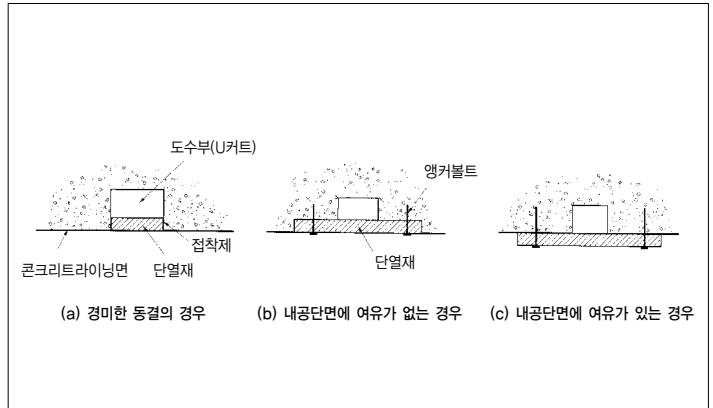 도수부(U커트)
앵커볼트
접착제
단열재
콘크리트라이닝면 단열재
(a) 경미한 동결의 경우 (b) 내공단면에 여유가 없는 경우 (c) 내공단면에 여유가 있는 경우